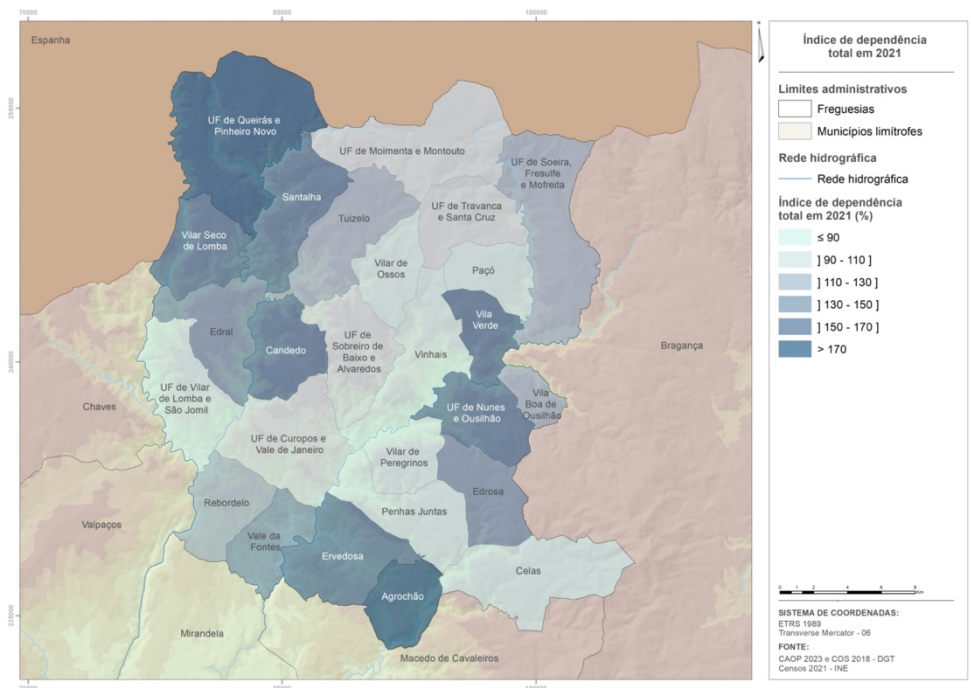 70000
85000
100000
Espanha
255000
240000
225000
UF de Queirás e
Pinheiro Novo
UF de Moimenta e Montouto
UF de Soeira,
Fresulfe
e Mofreita
Santalha
Tuizelo
UF de Travanca
e Santa Cruz
Vilar Seco
de Lomba
Vilar de
Ossos
Paçó
Edral
Candedo
UF de
Sobreiro de
Baixo e
Alvaredos
Vila
Verde
Vinhais
Bragança
UF de Vilar
de Lomba e
São Jomil
Chaves
UF de Nunes
e Ousilhão
Vila
Boa de
Ousilhão
UF de Curopos e
Vale de Janeiro
Vilar de
Peregrinos
Edrosa
Rebordelo
Penhas Juntas
Valpaços
Vale da
Fontes
Ervedosa
Celas
Agrochão
Mirandela
Macedo de Cavaleiros
Índice de dependência
total em 2021
Limites administrativos
Freguesias
Municípios limítrofes
Rede hidrográfica
Rede hidrográfica
Índice de dependência
total em 2021 (%)
≤ 90
] 90 - 110 ]
] 110 - 130 ]
] 130 - 150 ]
] 150 - 170 ]
> 170
SISTEMA DE COORDENADAS:
ETRS 1989
Transverse Mercator - 06
FONTE:
CAOP 2023 e COS 2018 - DGT
Censos 2021 - INE